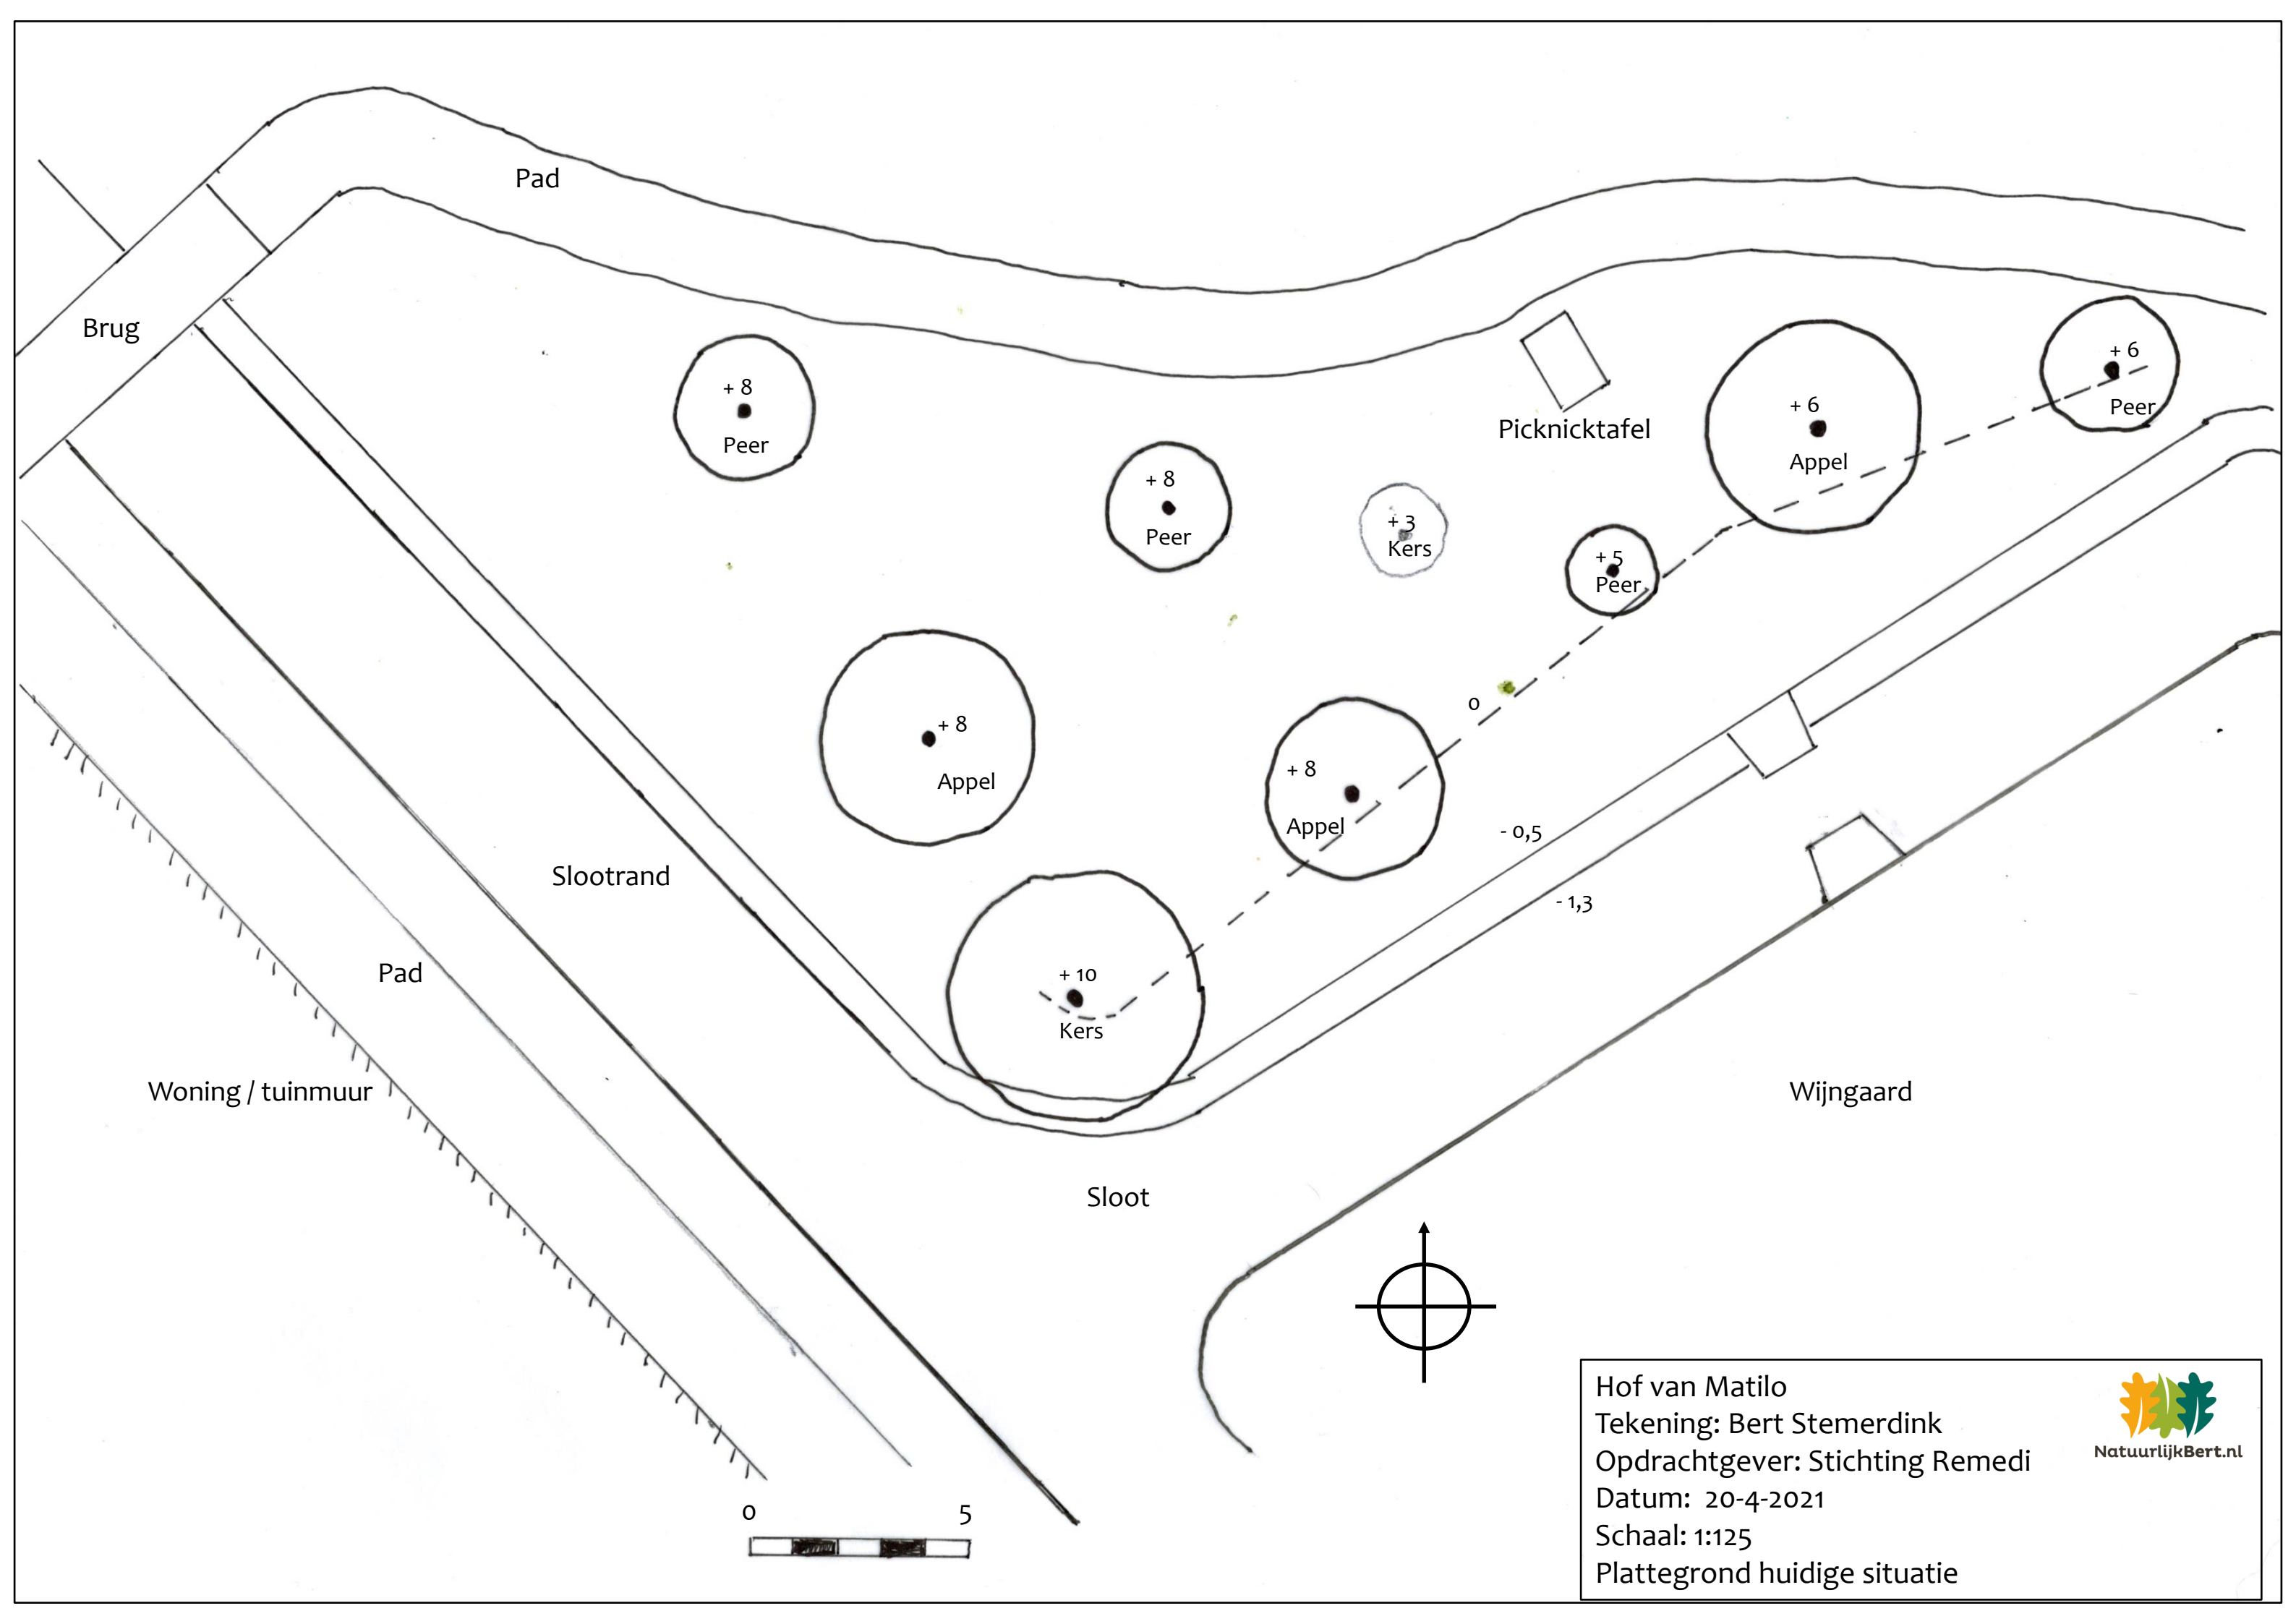 Pad
Brug
+ 8
Peer
+ 8
Peer
+ 3
Kers
Picknicktafel
+ 6
Appel
+ 6
Peer
+ 5
Peer
0
+ 8
Appel
+ 8
Appel
- 0,5
- 1,3
Slootrand
Pad
+ 10
Kers
Woning / tuinmuur
Wijngaard
Sloot
0 5
Hof van Matilo
Tekening: Bert Stemerdink
Opdrachtgever: Stichting Remedi
Datum: 20-4-2021
Schaal: 1:125
Plattegrond huidige situatie
NatuurlijkBert.nl